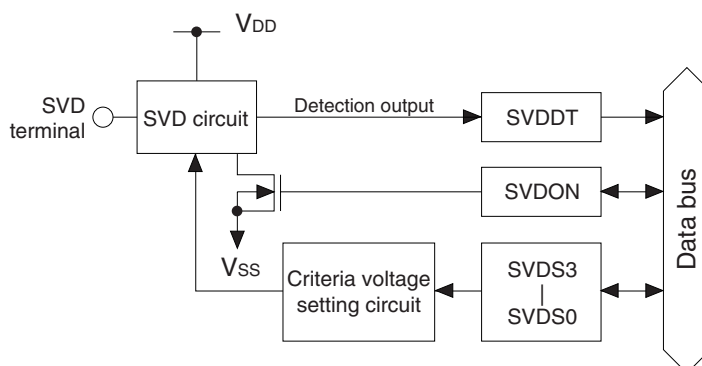 VDD
SVD
terminal
SVD circuit
Detection output
SVDDT
SVDON
VSS
Criteria voltage
setting circuit
SVDS3
|
SVDS0
Data bus